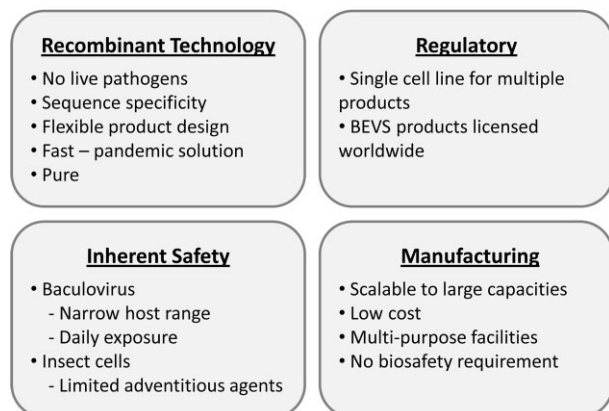 Recombinant Technology
• No live pathogens
• Sequence specificity
• Flexible product design
• Fast – pandemic solution
• Pure
Regulatory
• Single cell line for multiple
products
• BEVS products licensed
worldwide
Inherent Safety
• Baculovirus
- Narrow host range
- Daily exposure
• Insect cells
- Limited adventitious agents
Manufacturing
• Scalable to large capacities
• Low cost
• Multi-purpose facilities
• No biosafety requirement